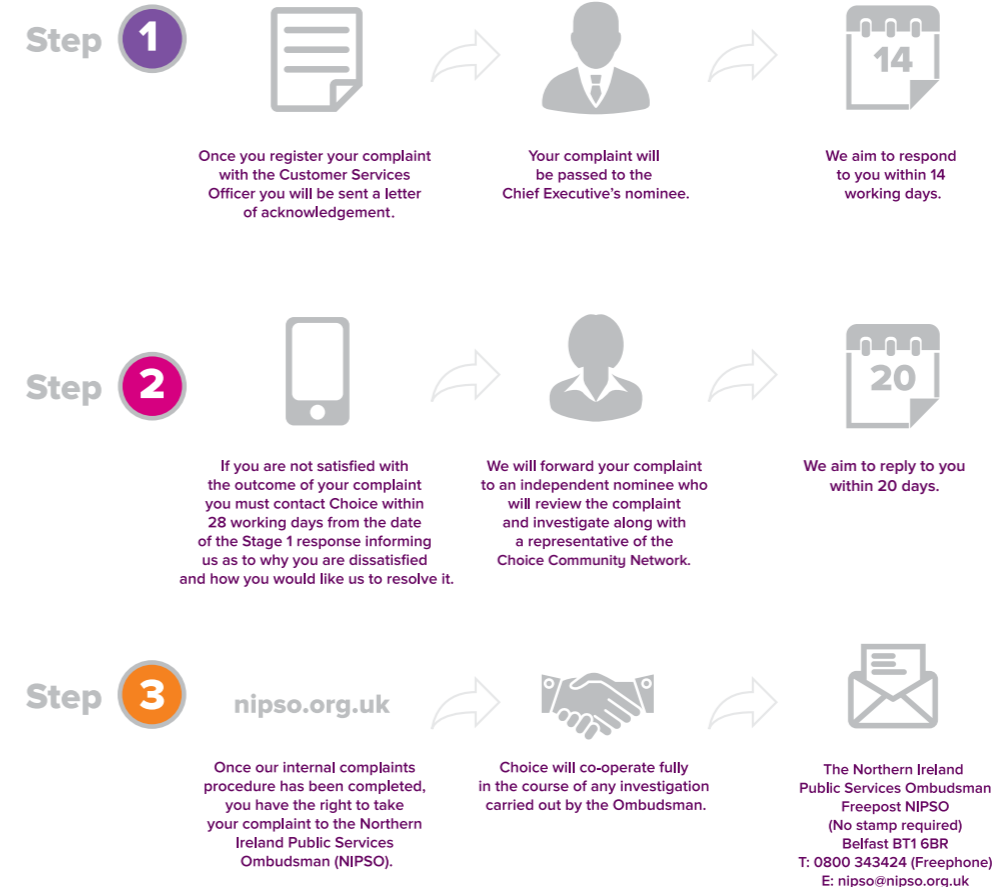 Step 1
14
Once you register your complaint
with the Customer Services
Officer you will be sent a letter
of acknowledgement.
Your complaint will
be passed to the
Chief Executive's nominee.
We aim to respond
to you within 14
working days.
Step 2
20
If you are not satisfied with
the outcome of your complaint
you must contact Choice within
28 working days from the date
of the Stage 1 response informing
us as to why you are dissatisfied
and how you would like us to resolve it.
We will forward your complaint
to an independent nominee who
will review the complaint
and investigate along with
a representative of the
Choice Community Network.
We aim to reply to you
within 20 days.
Step 3
nipso.org.uk
Once our internal complaints
procedure has been completed,
you have the right to take
your complaint to the Northern
Ireland Public Services
Ombudsman (NIPSO).
Choice will co-operate fully
in the course of any investigation
carried out by the Ombudsman.
The Northern Ireland
Public Services Ombudsman
Freepost NIPSO
(No stamp required)
Belfast BT1 6BR
T: 0800 343424 (Freephone)
E: nipso@nipso.org.uk